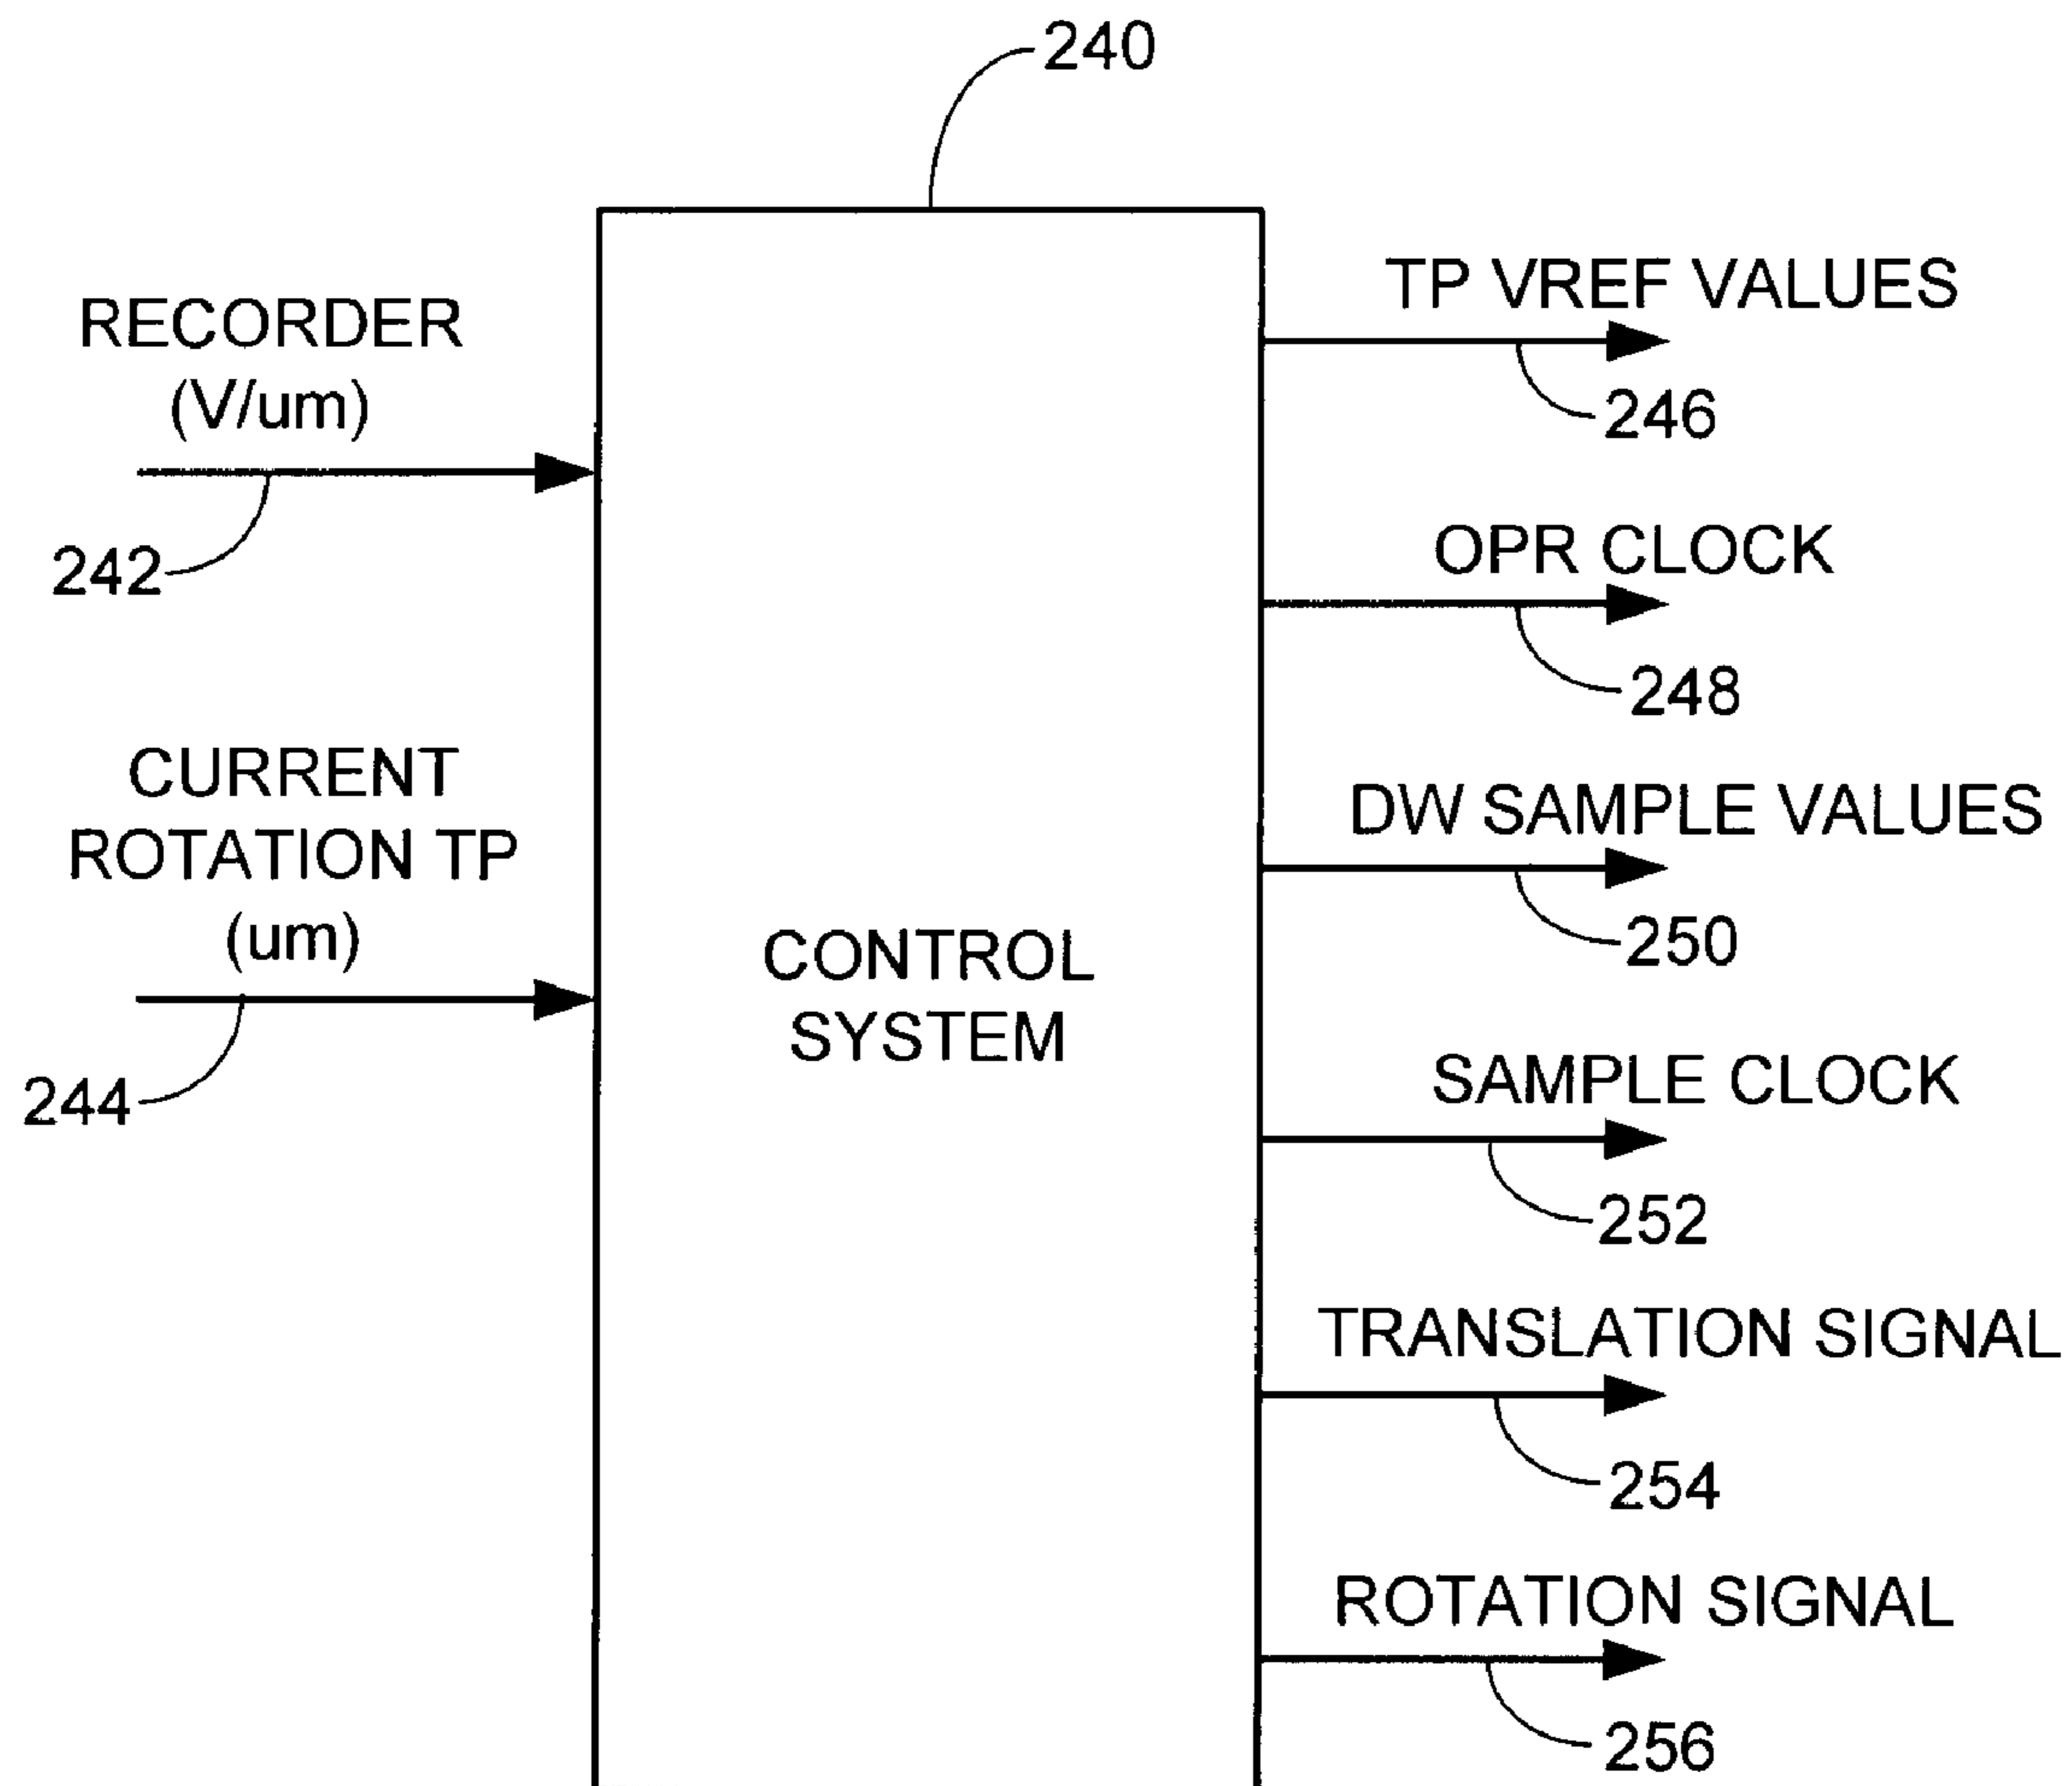 240
RECORDER
(V/um)
242
CURRENT
ROTATION TP
(um)
244
CONTROL
SYSTEM
TP VREF VALUES
246
OPR CLOCK
248
DW SAMPLE VALUES
250
SAMPLE CLOCK
252
TRANSLATION SIGNAL
254
ROTATION SIGNAL
256